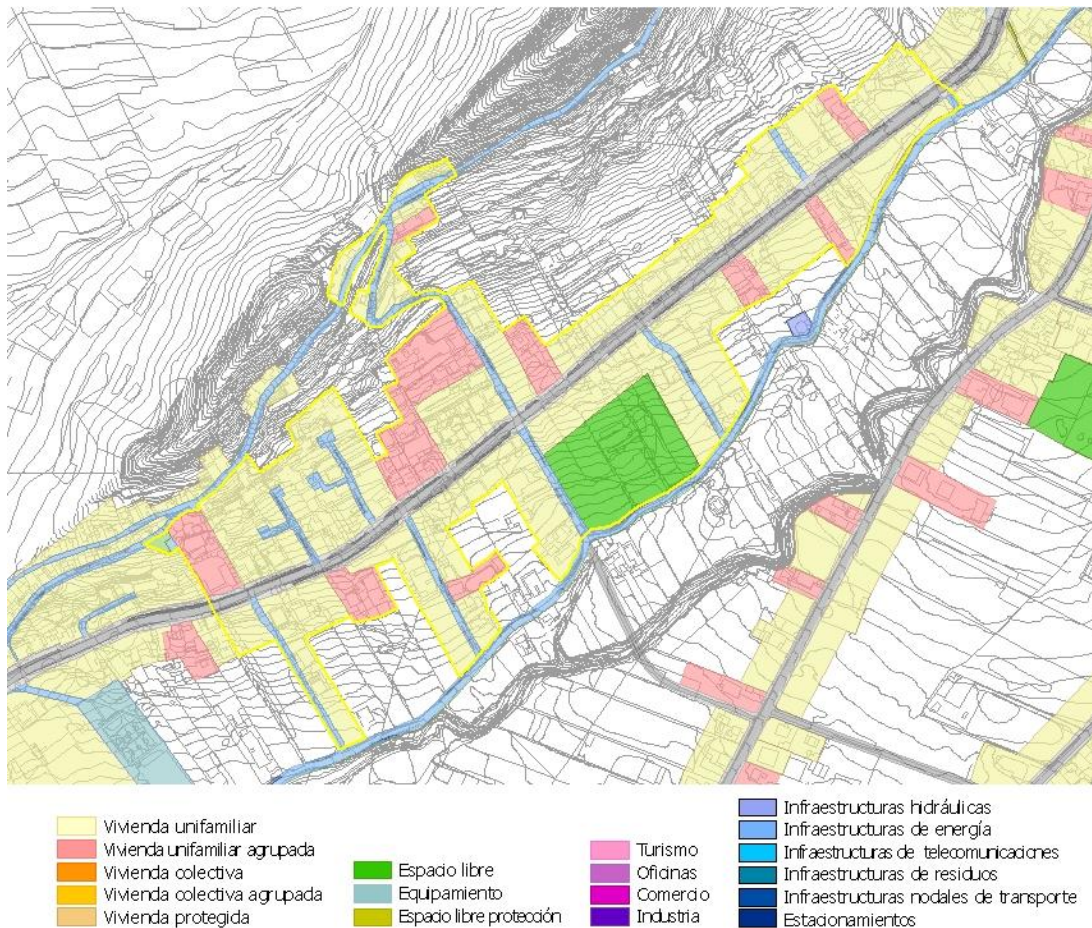 Vivienda unifamiliar
Vivienda unifamiliar agrupada
Vivienda colectiva
Vivienda colectiva agrupada
Vivienda protegida
Espacio libre
Equipamiento
Espacio libre protección
Turismo
Oficinas
Comercio
Industria
Infraestructuras hidráulicas
Infraestructuras de energía
Infraestructuras de telecomunicaciones
Infraestructuras de residuos
Infraestructuras nodales de transporte
Estacionamientos